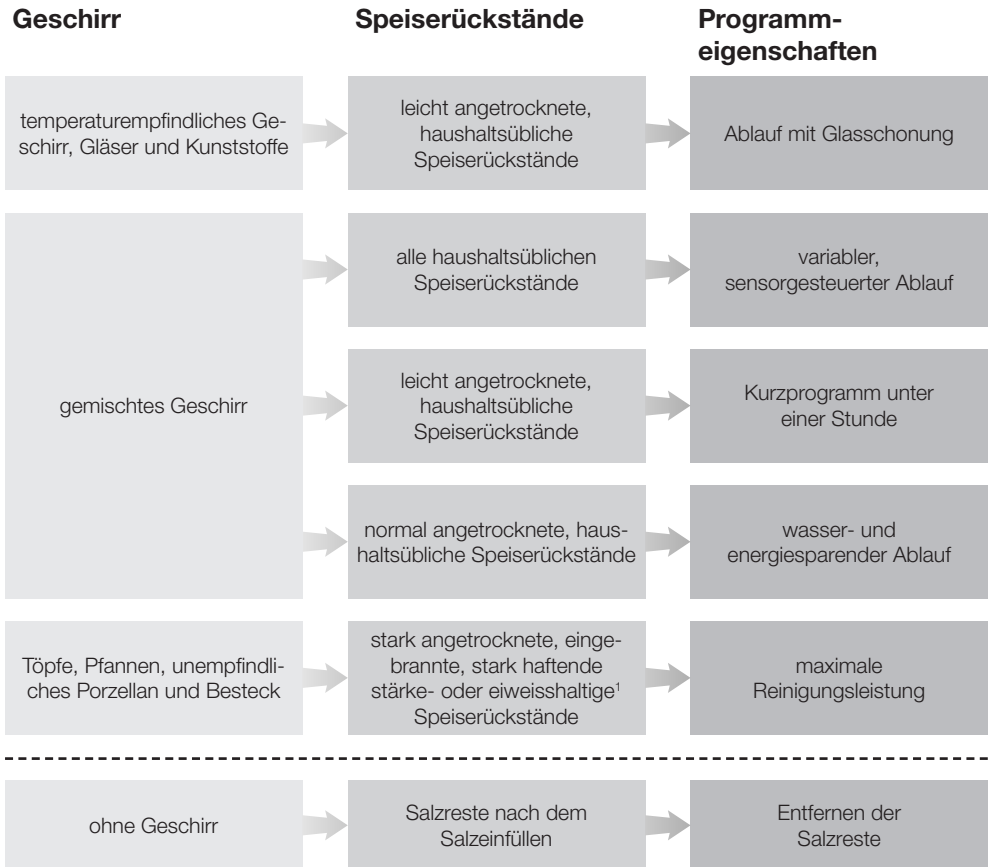 Geschirr
Speiserückstände
Programm-
eigenschaften
temperaturempfindliches Ge-
schirr, Gläser und Kunststoffe
leicht angetrocknete,
haushaltsübliche
Speiserückstände
Ablauf mit Glasschonung
gemischtes Geschirr
alle haushaltsüblichen
Speiserückstände
variabler,
sensorgesteuerter Ablauf
leicht angetrocknete,
haushaltsübliche
Speiserückstände
Kurzprogramm unter
einer Stunde
normal angetrocknete, haus-
haltsübliche Speiserückstände
wasser- und
energiesparender Ablauf
Töpfe, Pfannen, unempfindli-
ches Porzellan und Besteck
stark angetrocknete, einge-
brannte, stark haftende
stärke- oder eiweisshaltige¹
Speiserückstände
maximale
Reinigungsleistung
ohne Geschirr
Salzreste nach dem
Salzeinfüllen
Entfernen der
Salzreste